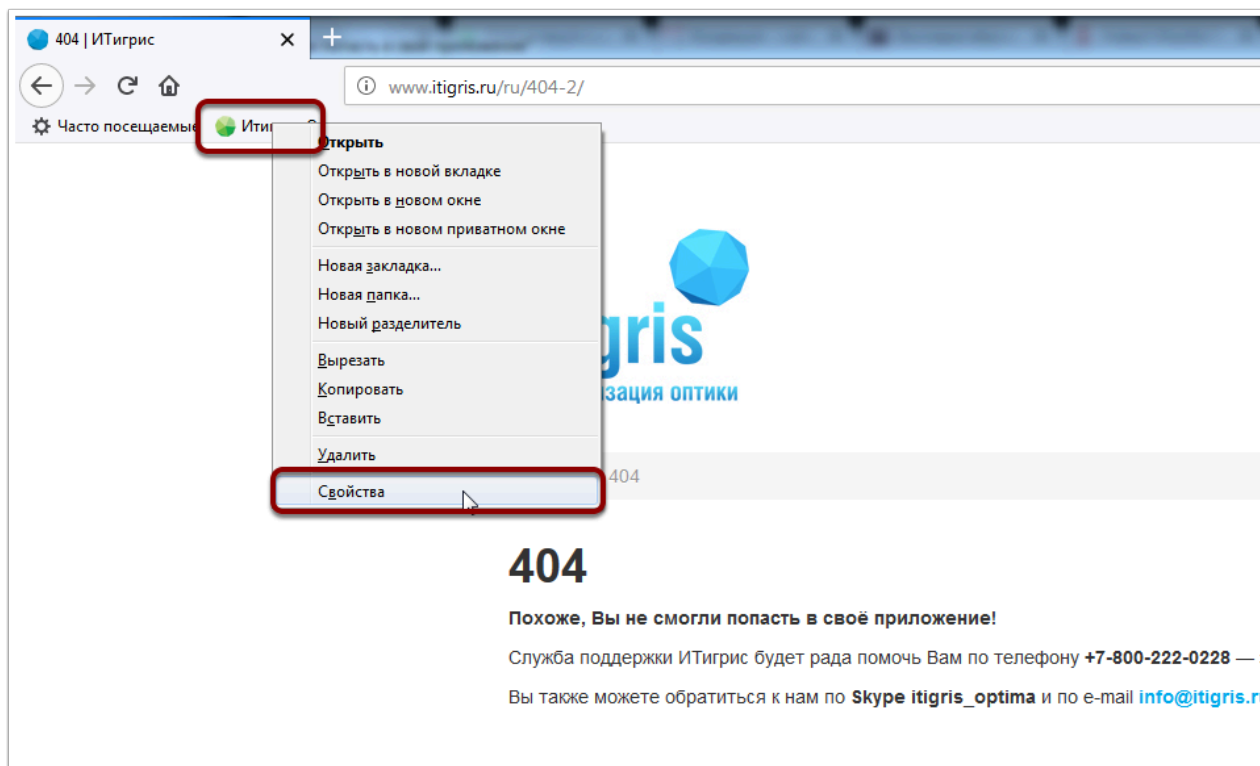 404 | ИТигрис
www.itigris.ru/ru/404-2/
Часто посещаемые
Открыть
Открыть в новой вкладке
Открыть в новом окне
Открыть в новом приватном окне
Новая закладка...
Новая папка...
Новый разделитель
Вырезать
Копировать
Вставить
Удалить
Свойства
gris
зация оптики
404
404
Похоже, Вы не смогли попасть в своё приложение!
Служба поддержки ИТигрис будет рада помочь Вам по телефону +7-800-222-0228 —
Вы также можете обратиться к нам по Skype itigris_optima и по e-mail info@itigris.r